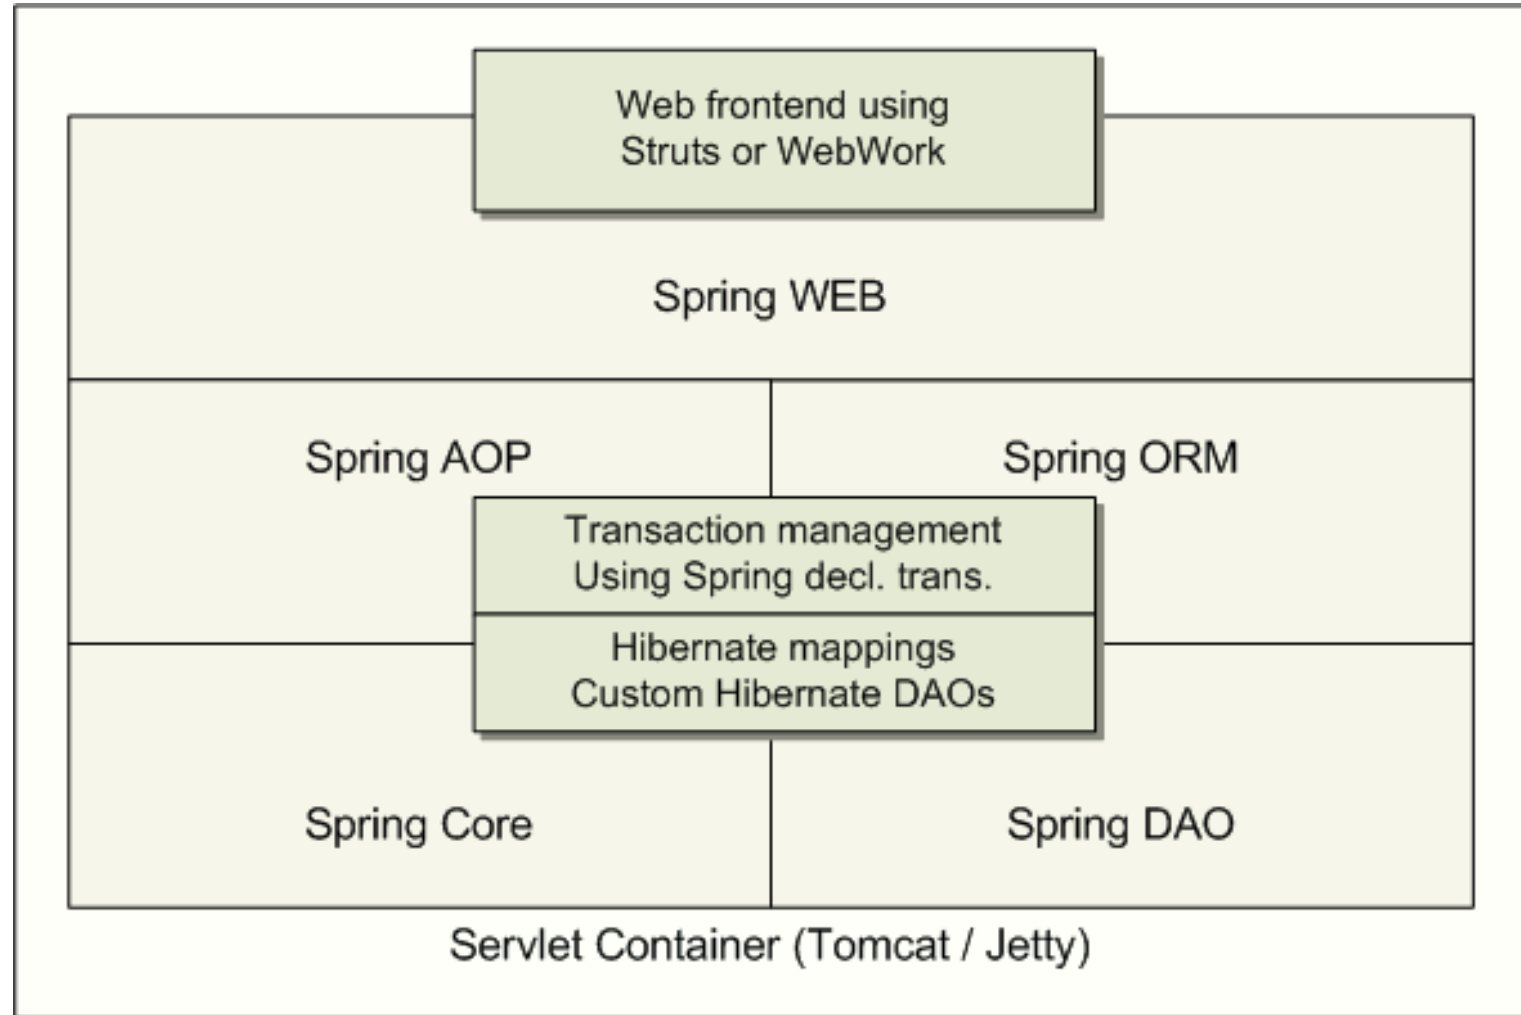 Web frontend using
Struts or WebWork
Spring WEB
Spring AOP
Spring ORM
Transaction management
Using Spring decl. trans.
Hibernate mappings
Custom Hibernate DAOs
Spring Core
Spring DAO
Servlet Container (Tomcat / Jetty)